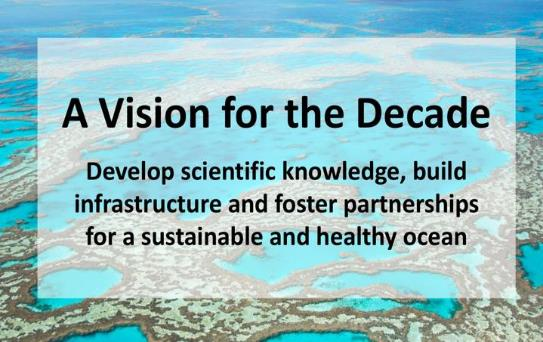 A Vision for the Decade
Develop scientific knowledge, build
infrastructure and foster partnerships
for a sustainable and healthy ocean